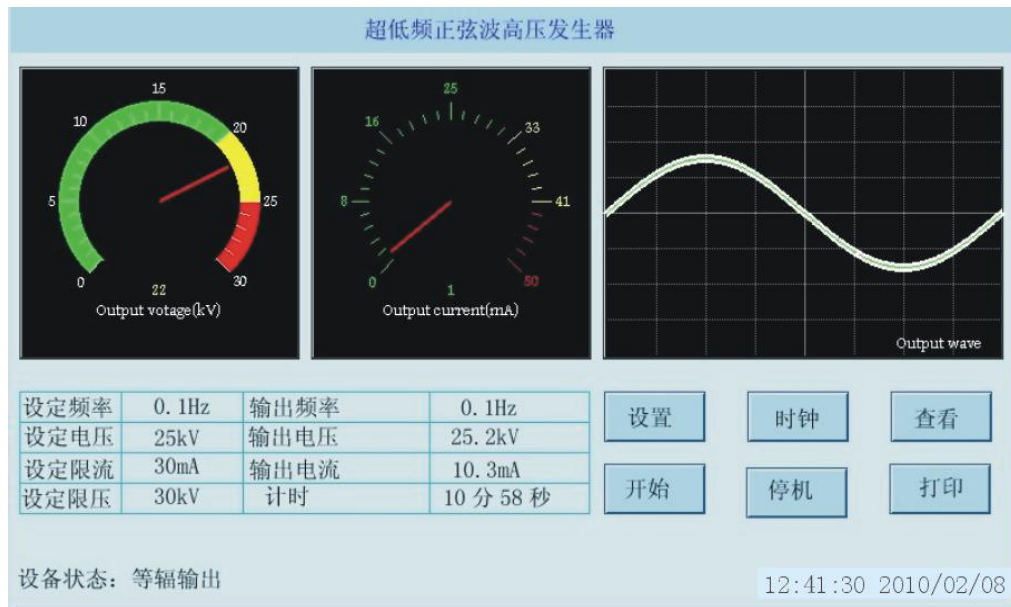 超低频正弦波高压发生器
15
10
20
5
25
0
30
22
Output votage(kV)
25
16
33
8
41
0
50
1
Output current(mA)
Output wave
设定频率 0.1Hz 输出频率 0.1Hz
设定电压 25kV 输出电压 25.2kV
设定限流 30mA 输出电流 10.3mA
设定限压 30kV 计时 10分58秒
设置 时钟 查看
开始 停机 打印
设备状态：等辐输出
12:41:30 2010/02/08